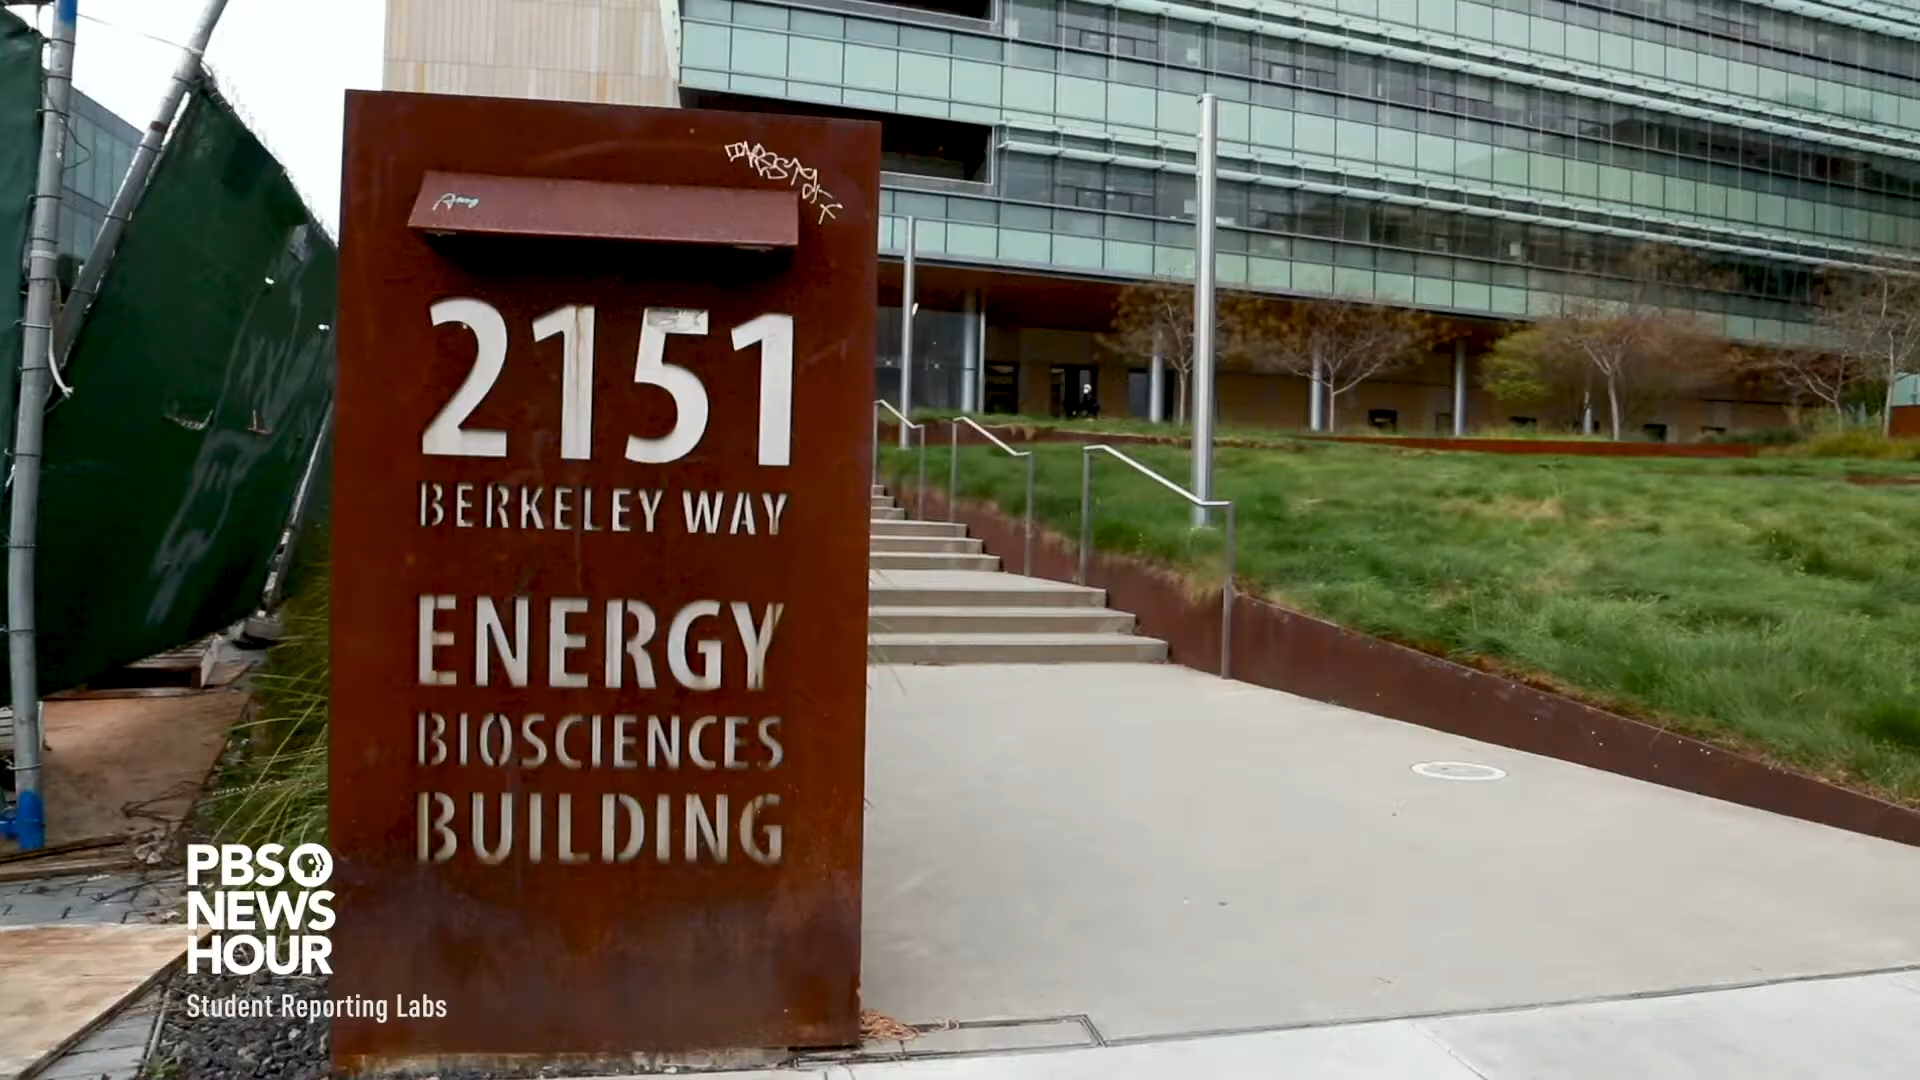 2151
BERKELEY WAY
ENERGY
BIOSCIENCES
BUILDING
PBS
NEWS
HOUR
Student Reporting Labs